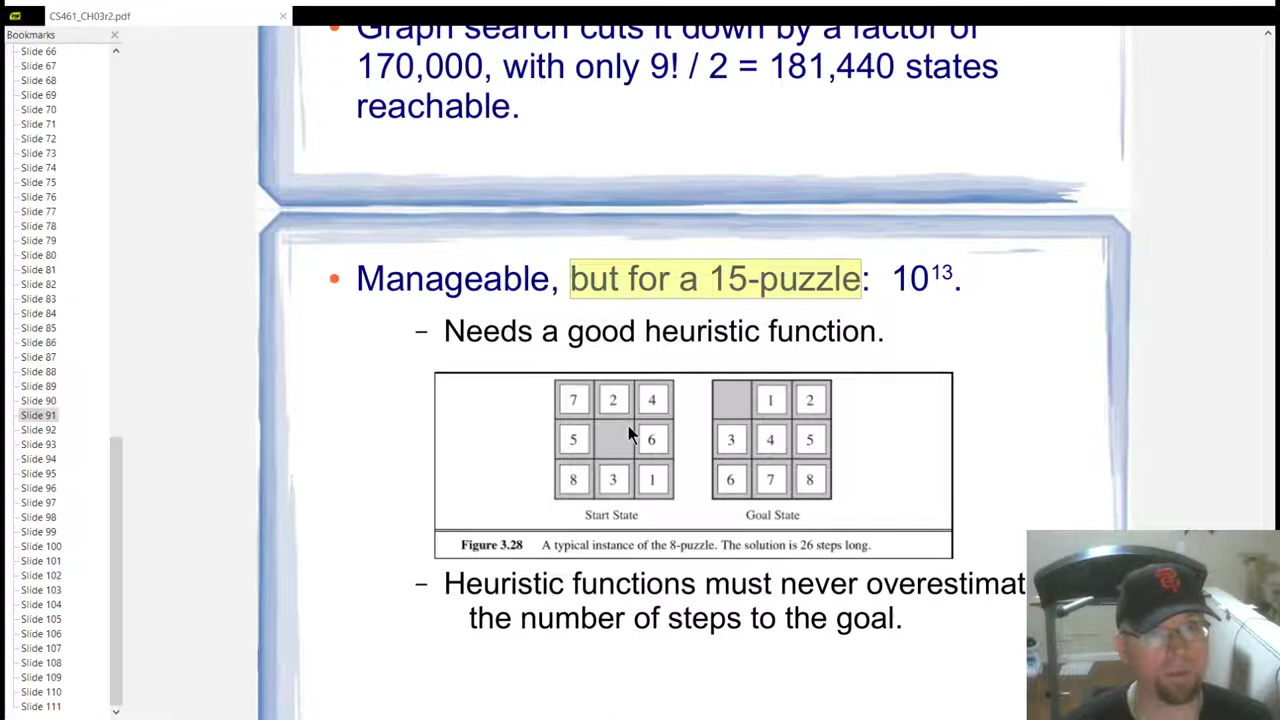 CS461_CH03r2.pdf
Bookmarks
Slide 66
Slide 67
Slide 68
Slide 69
Slide 70
Slide 71
Slide 72
Slide 73
Slide 74
Slide 75
Slide 76
Slide 77
Slide 78
Slide 79
Slide 80
Slide 81
Slide 82
Slide 83
Slide 84
Slide 85
Slide 86
Slide 87
Slide 88
Slide 89
Slide 90
Slide 91
Slide 92
Slide 93
Slide 94
Slide 95
Slide 96
Slide 97
Slide 98
Slide 99
Slide 100
Slide 101
Slide 102
Slide 103
Slide 104
Slide 105
Slide 106
Slide 107
Slide 108
Slide 109
Slide 110
Slide 111
• Graph search cuts it down by a factor of
170,000, with only 9! / 2 = 181,440 states
reachable.
• Manageable, but for a 15-puzzle: 10¹³.
– Needs a good heuristic function.
7 2 4
5 6
8 3 1
Start State
1 2
3 4 5
6 7 8
Goal State
Figure 3.28 A typical instance of the 8-puzzle. The solution is 26 steps long.
– Heuristic functions must never overestimat
the number of steps to the goal.